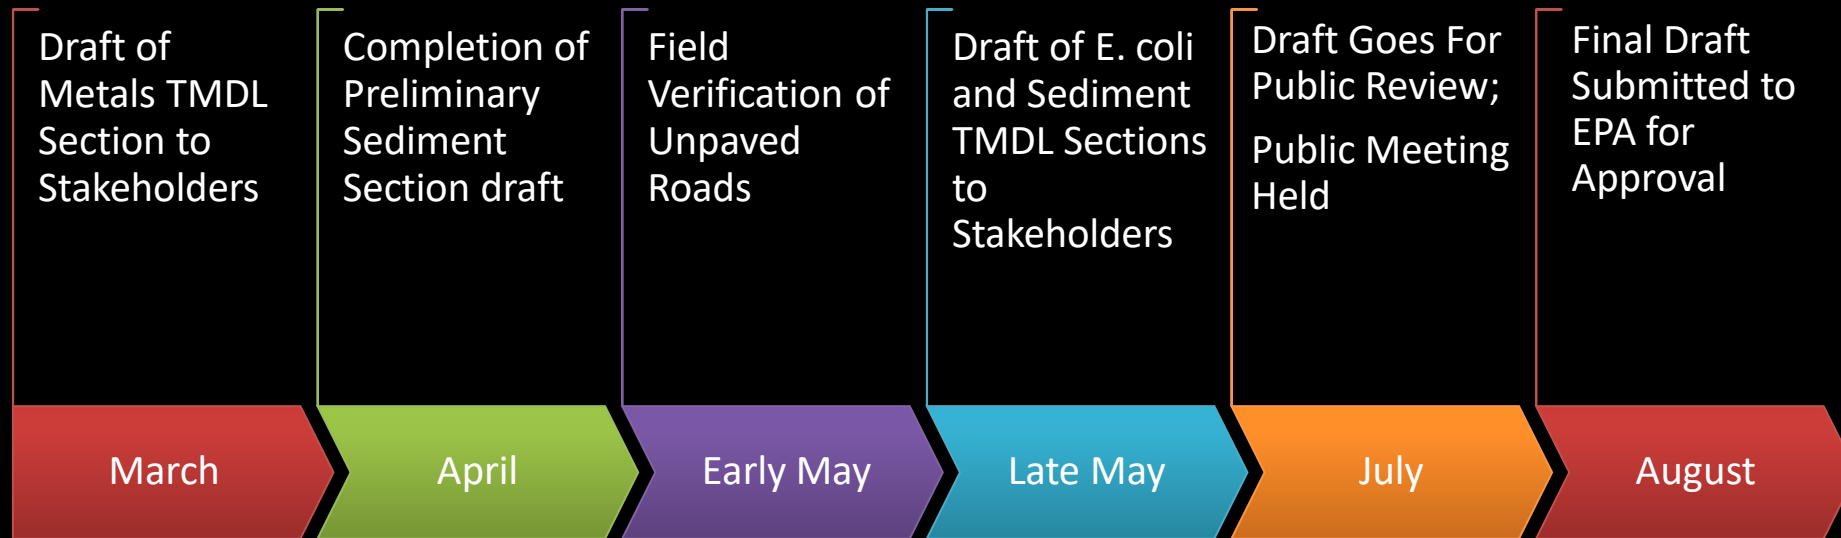 Draft of
Metals TMDL
Section to
Stakeholders
Completion of
Preliminary
Sediment
Section draft
Field
Verification of
Unpaved
Roads
Draft of E. coli
and Sediment
TMDL Sections
to
Stakeholders
Draft Goes For
Public Review;
Public Meeting
Held
Final Draft
Submitted to
EPA for
Approval
March
April
Early May
Late May
July
August